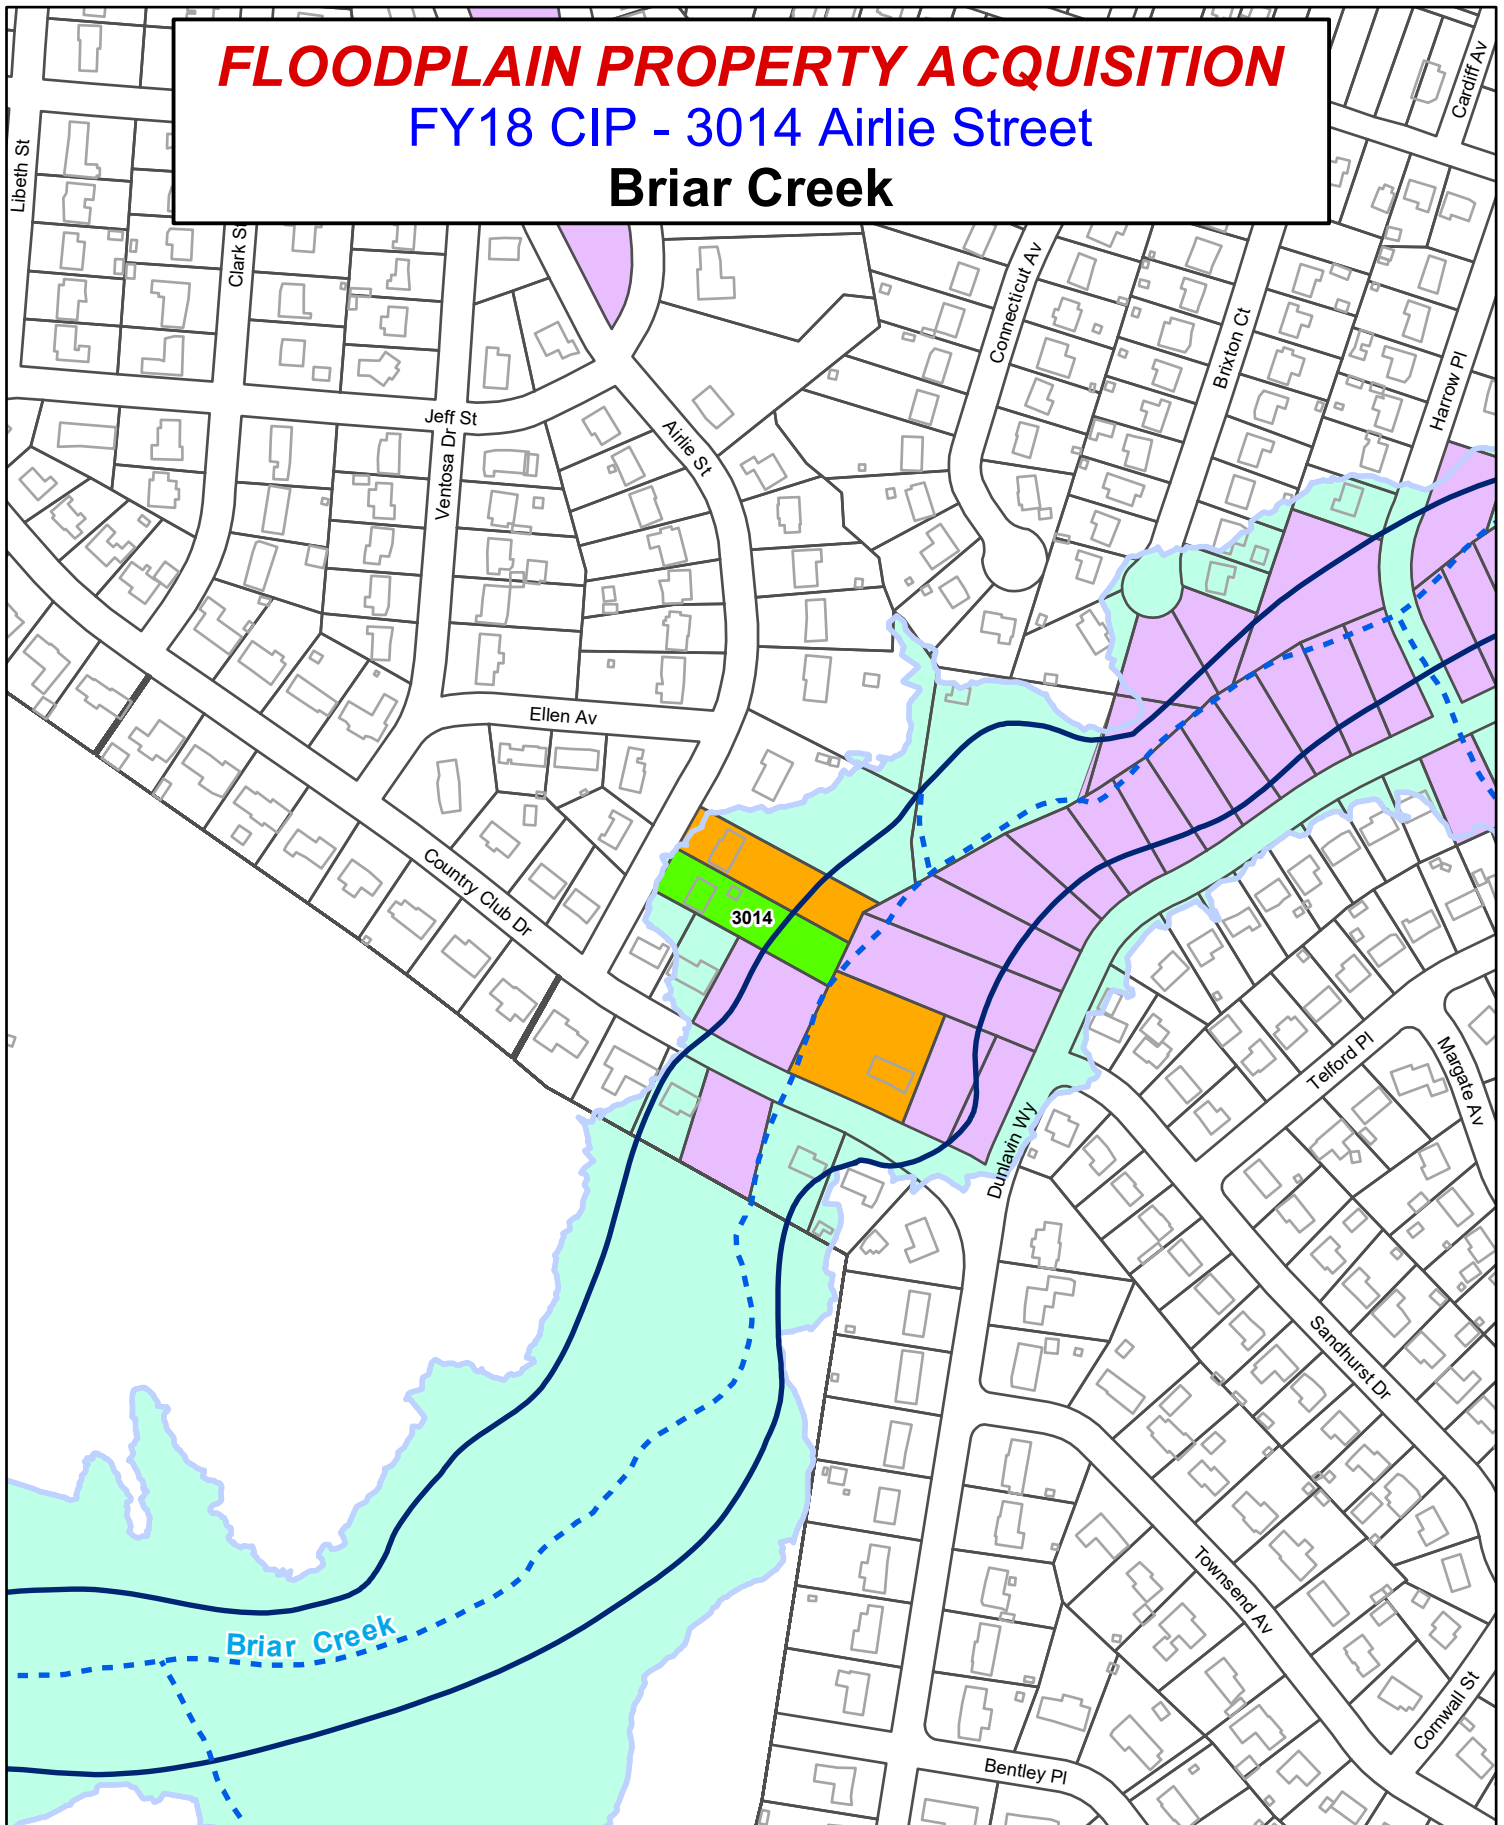 FLOODPLAIN PROPERTY ACQUISITION
FY18 CIP - 3014 Airlie Street
Briar Creek
Cardiff Av
Libeth St
Clark St
Connecticut Av
Brixton Ct
Harrow Pl
Jeff St
Ventosa Dr
Airlie St
Ellen Av
Country Club Dr
3014
Telford Pl
Margate Av
Dunlavin Wy
Sandhurst Dr
Townsend Av
Briar Creek
Cornwall St
Bentley Pl